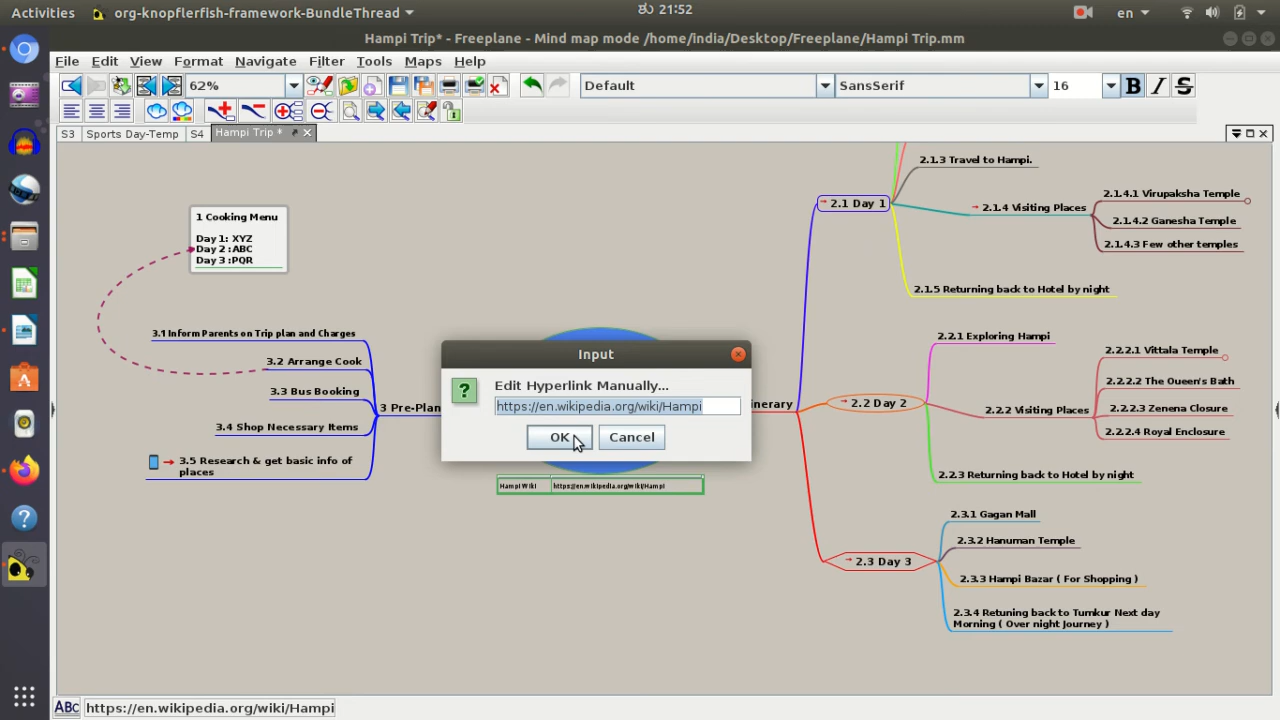 Activities
org-knopflerfish-framework-BundleThread
21:52
en
Hampi Trip* - Freeplane - Mind map mode /home/india/Desktop/Freeplane/Hampi Trip.mm
File Edit View Format Navigate Filter Tools Maps Help
62%
Default
SansSerif
16
B I S
S3
Sports Day-Temp
S4
Hampi Trip *
1 Cooking Menu
Day 1: XYZ
Day 2 :ABC
Day 3 :PQR
3.1 Inform Parents on Trip plan and Charges
3.2 Arrange Cook
3.3 Bus Booking
3.4 Shop Necessary Items
3.5 Research & get basic info of
places
3 Pre-Plan
Input
Edit Hyperlink Manually...
https://en.wikipedia.org/wiki/Hampi
OK
Cancel
Hampi Wiki
https://en.wikipedia.org/wiki/Hampi
2.1 Day 1
2.1.3 Travel to Hampi.
2.1.4 Visiting Places
2.1.4.1 Virupaksha Temple
2.1.4.2 Ganesha Temple
2.1.4.3 Few other temples
2.1.5 Returning back to Hotel by night
2.2 Day 2
2.2.1 Exploring Hampi
2.2.2 Visiting Places
2.2.2.1 Vittala Temple
2.2.2.2 The Queen's Bath
2.2.2.3 Zenena Closure
2.2.2.4 Royal Enclosure
2.2.3 Returning back to Hotel by night
2.3 Day 3
2.3.1 Gagan Mall
2.3.2 Hanuman Temple
2.3.3 Hampi Bazar ( For Shopping )
2.3.4 Retuning back to Tumkur Next day
Morning ( Over night Journey )
ABC
https://en.wikipedia.org/wiki/Hampi